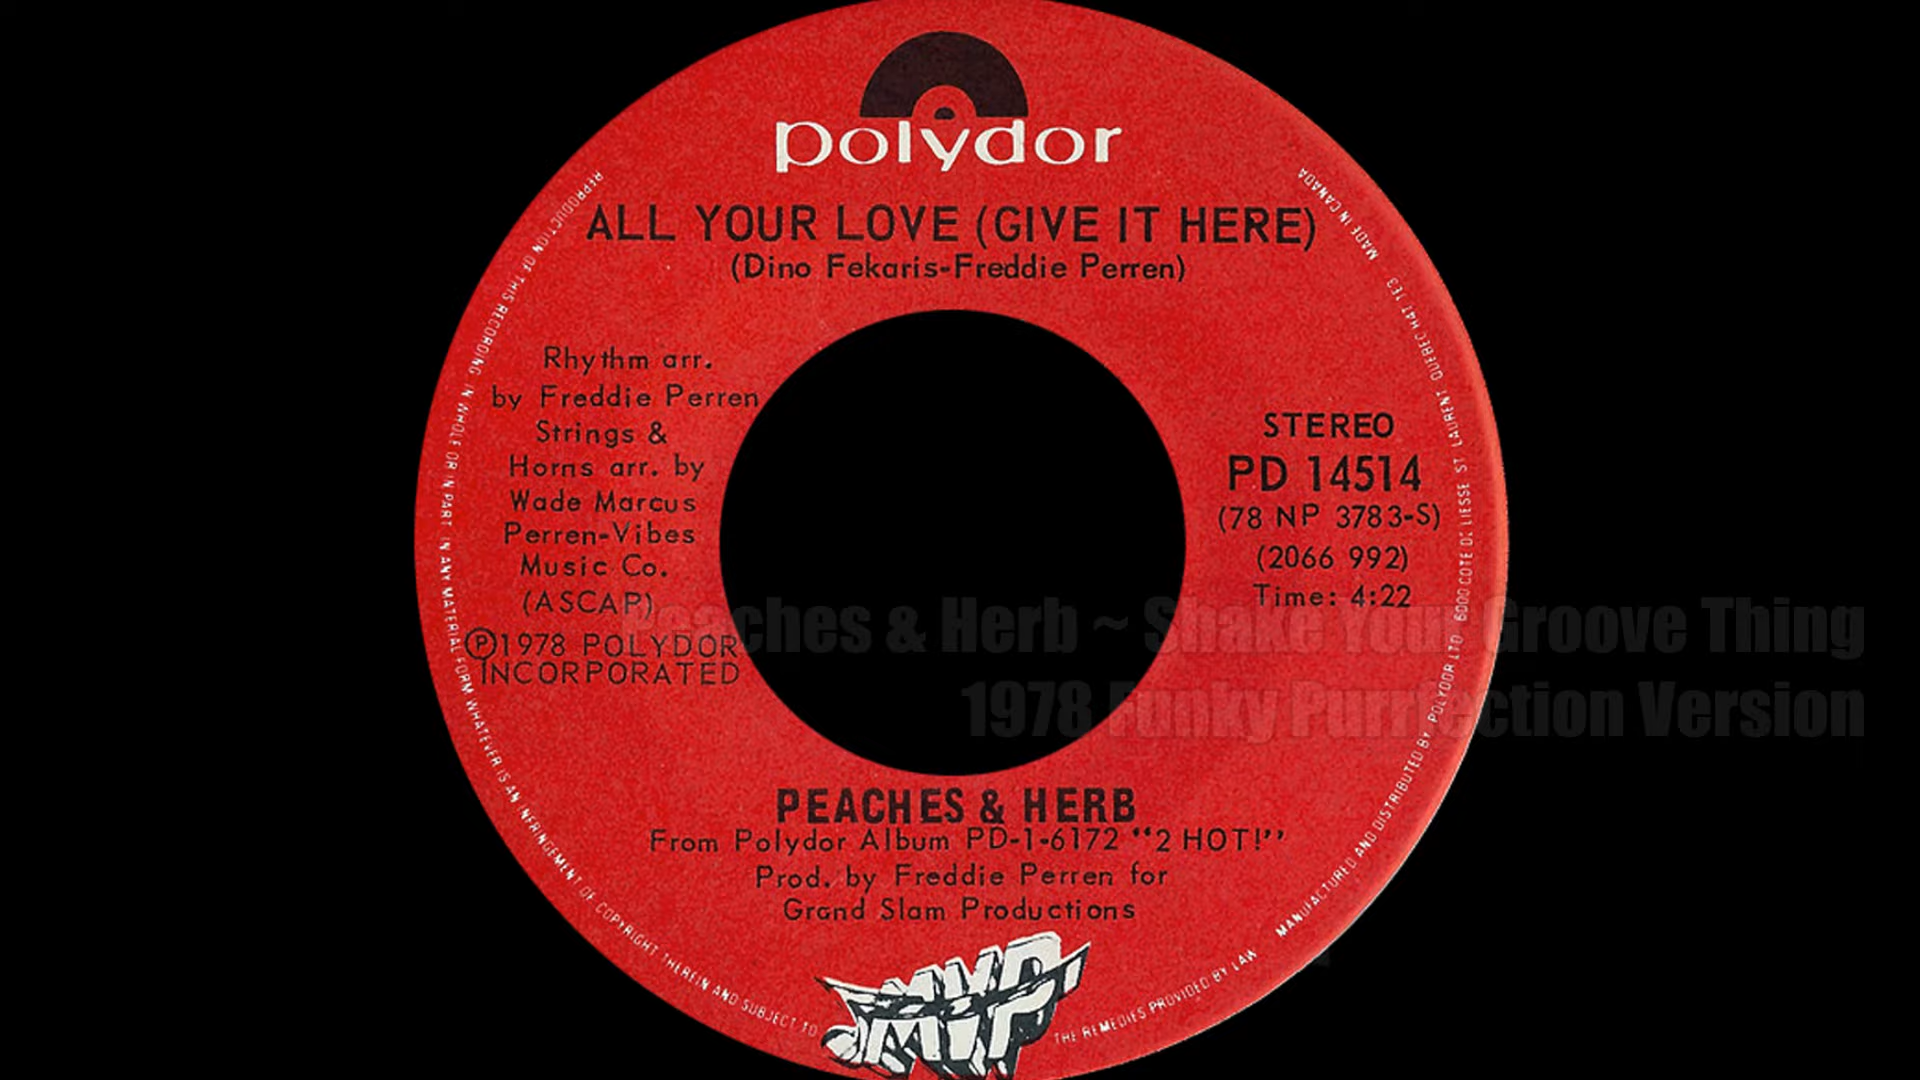 polydor
ALL YOUR LOVE (GIVE IT HERE)
(Dino Fekaris-Freddie Perren)
Rhythm arr.
by Freddie Perren
Strings &
Horns arr. by
Wade Marcus
Perren-Vibes
Music Co.
(ASCAP)
Ⓟ1978 POLYDOR
INCORPORATED
STEREO
PD 14514
(78 NP 3783-S)
(2066 992)
Time: 4:22
Peaches & Herb ~ Shake Your Groove Thing
1978 Funky Purrfection Version
PEACHES & HERB
From Polydor Album PD-1-6172 “2 HOT!”
Prod. by Freddie Perren for
Grand Slam Productions
MVP
REPRODUCTION OF THIS RECORDING IN WHOLE OR IN PART IN ANY MATERIAL FORM WHATEVER IS AN INFRINGEMENT OF COPYRIGHT THEREIN AND SUBJECT TO THE REMEDIES PROVIDED BY LAW
MANUFACTURED AND DISTRIBUTED BY POLYDOR LTD 6000 COTE DE LIESSE ST LAURENT QUEBEC H4T 1E3 MADE IN CANADA